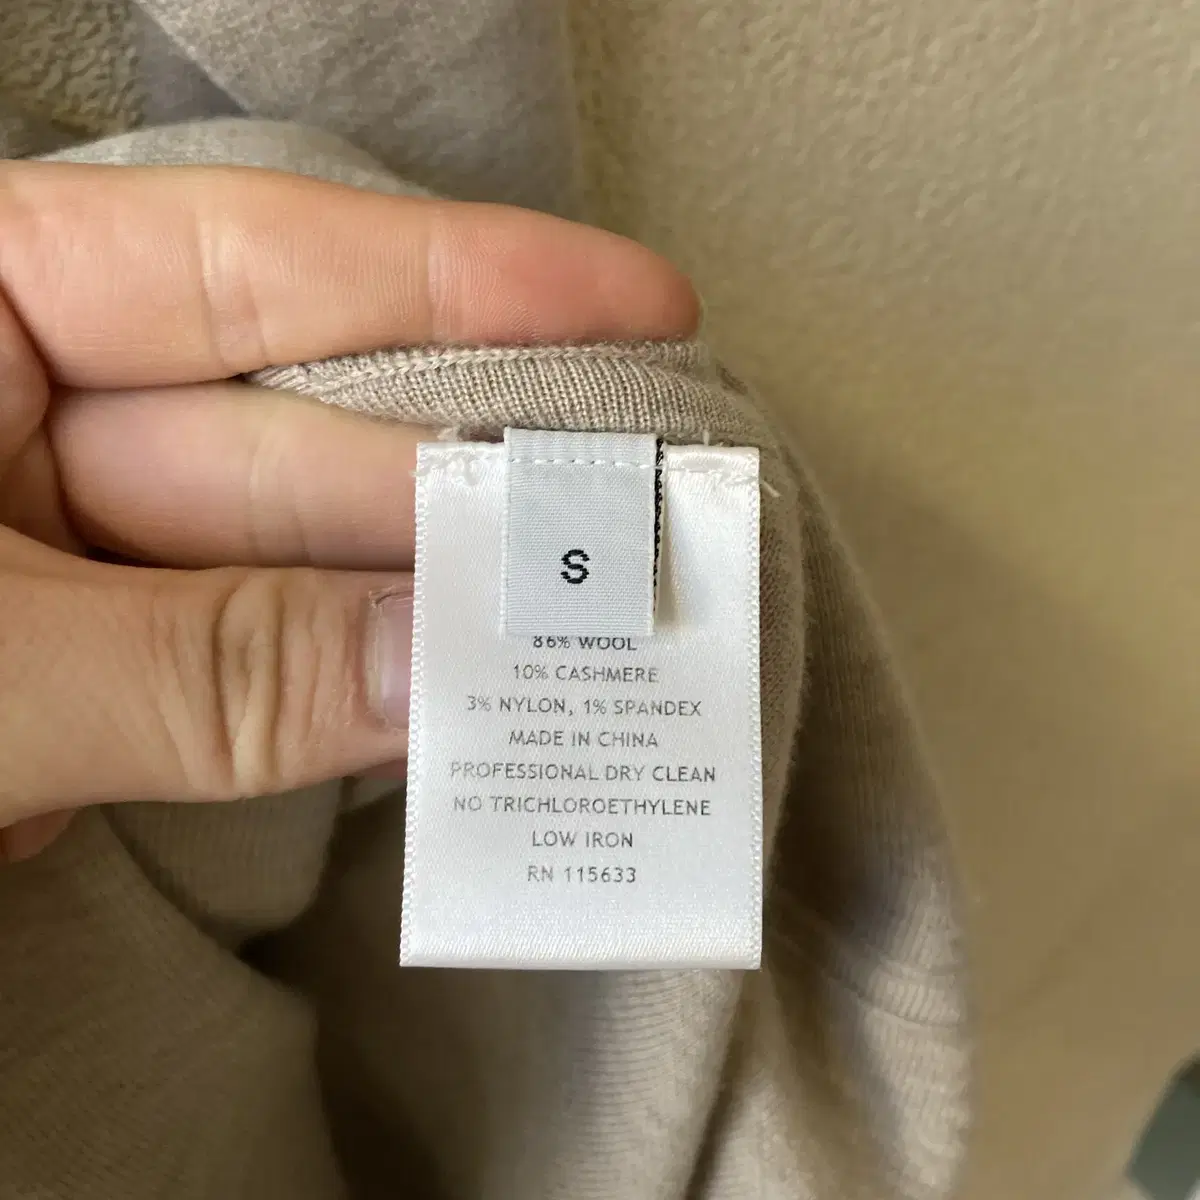 S
86% WOOL
10% CASHMERE
3% NYLON, 1% SPANDEX
MADE IN CHINA
PROFESSIONAL DRY CLEAN
NO TRICHLOROETHYLENE
LOW IRON
RN 115633